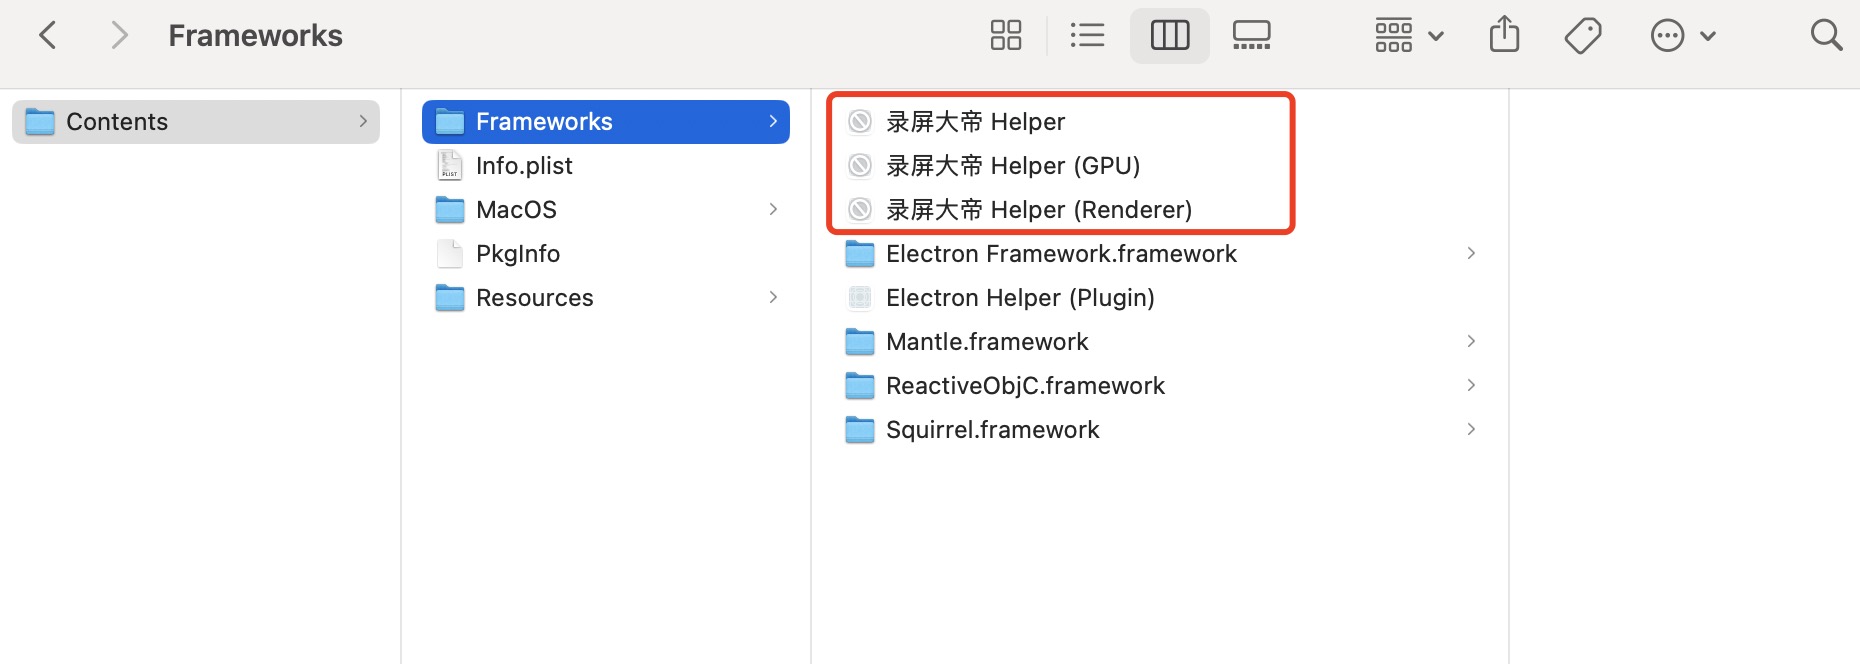 Frameworks
Contents
Frameworks
Info.plist
PLIST
MacOS
PkgInfo
Resources
录屏大帝 Helper
录屏大帝 Helper (GPU)
录屏大帝 Helper (Renderer)
Electron Framework.framework
Electron Helper (Plugin)
Mantle.framework
ReactiveObjC.framework
Squirrel.framework